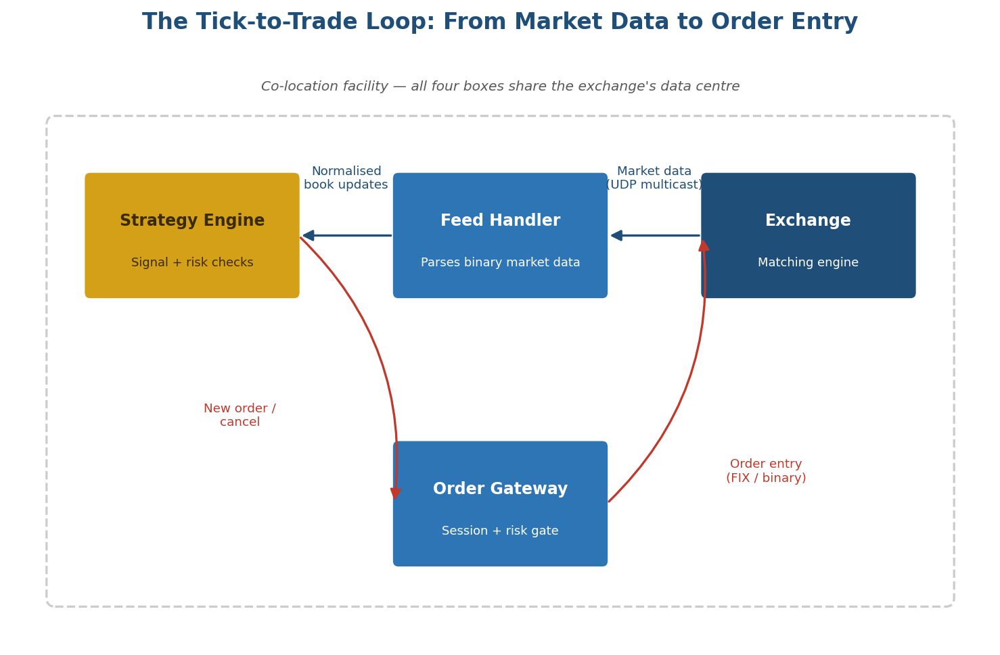 The Tick-to-Trade Loop: From Market Data to Order Entry
Co-location facility — all four boxes share the exchange's data centre
Normalised
book updates
Market data
(UDP multicast)
Strategy Engine
Signal + risk checks
Feed Handler
Parses binary market data
Exchange
Matching engine
New order /
cancel
Order entry
(FIX / binary)
Order Gateway
Session + risk gate